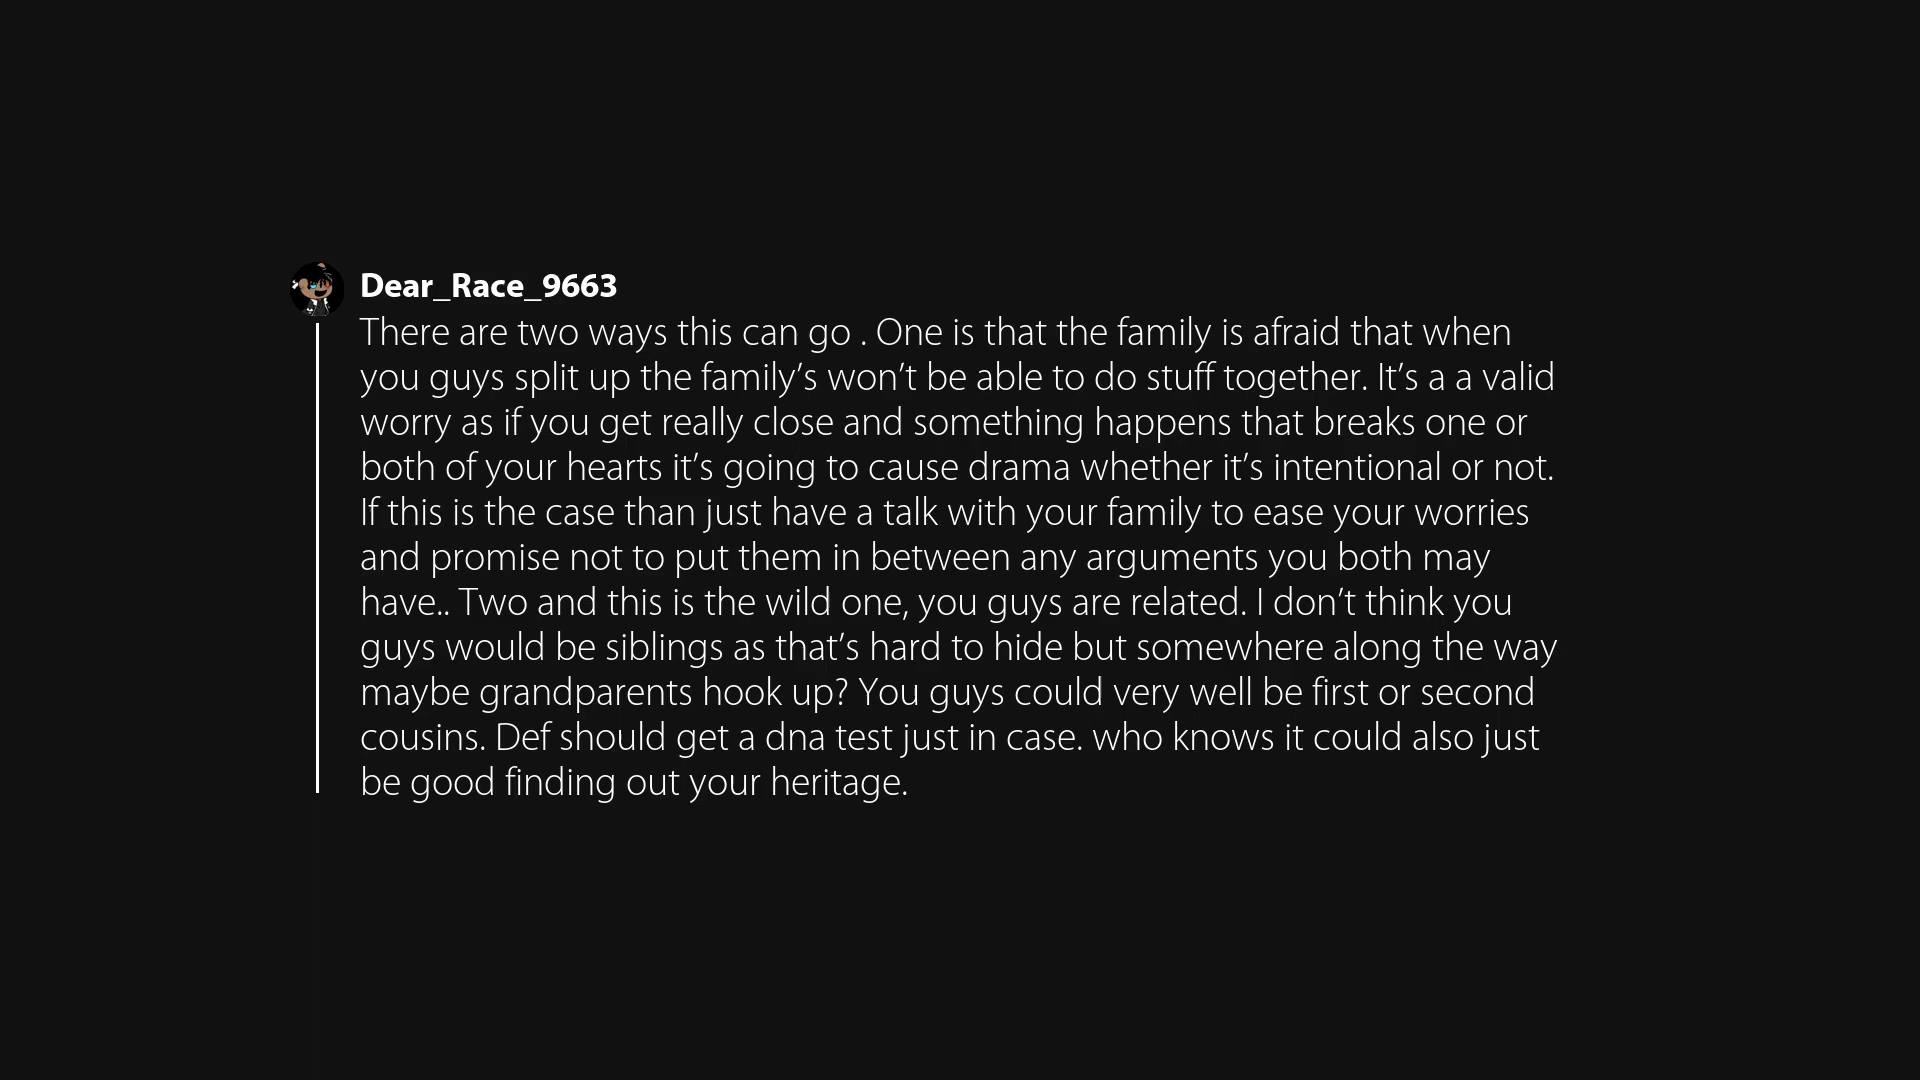 Dear_Race_9663
There are two ways this can go . One is that the family is afraid that when
you guys split up the family’s won’t be able to do stuff together. It’s a a valid
worry as if you get really close and something happens that breaks one or
both of your hearts it’s going to cause drama whether it’s intentional or not.
If this is the case than just have a talk with your family to ease your worries
and promise not to put them in between any arguments you both may
have.. Two and this is the wild one, you guys are related. I don’t think you
guys would be siblings as that’s hard to hide but somewhere along the way
maybe grandparents hook up? You guys could very well be first or second
cousins. Def should get a dna test just in case. who knows it could also just
be good finding out your heritage.